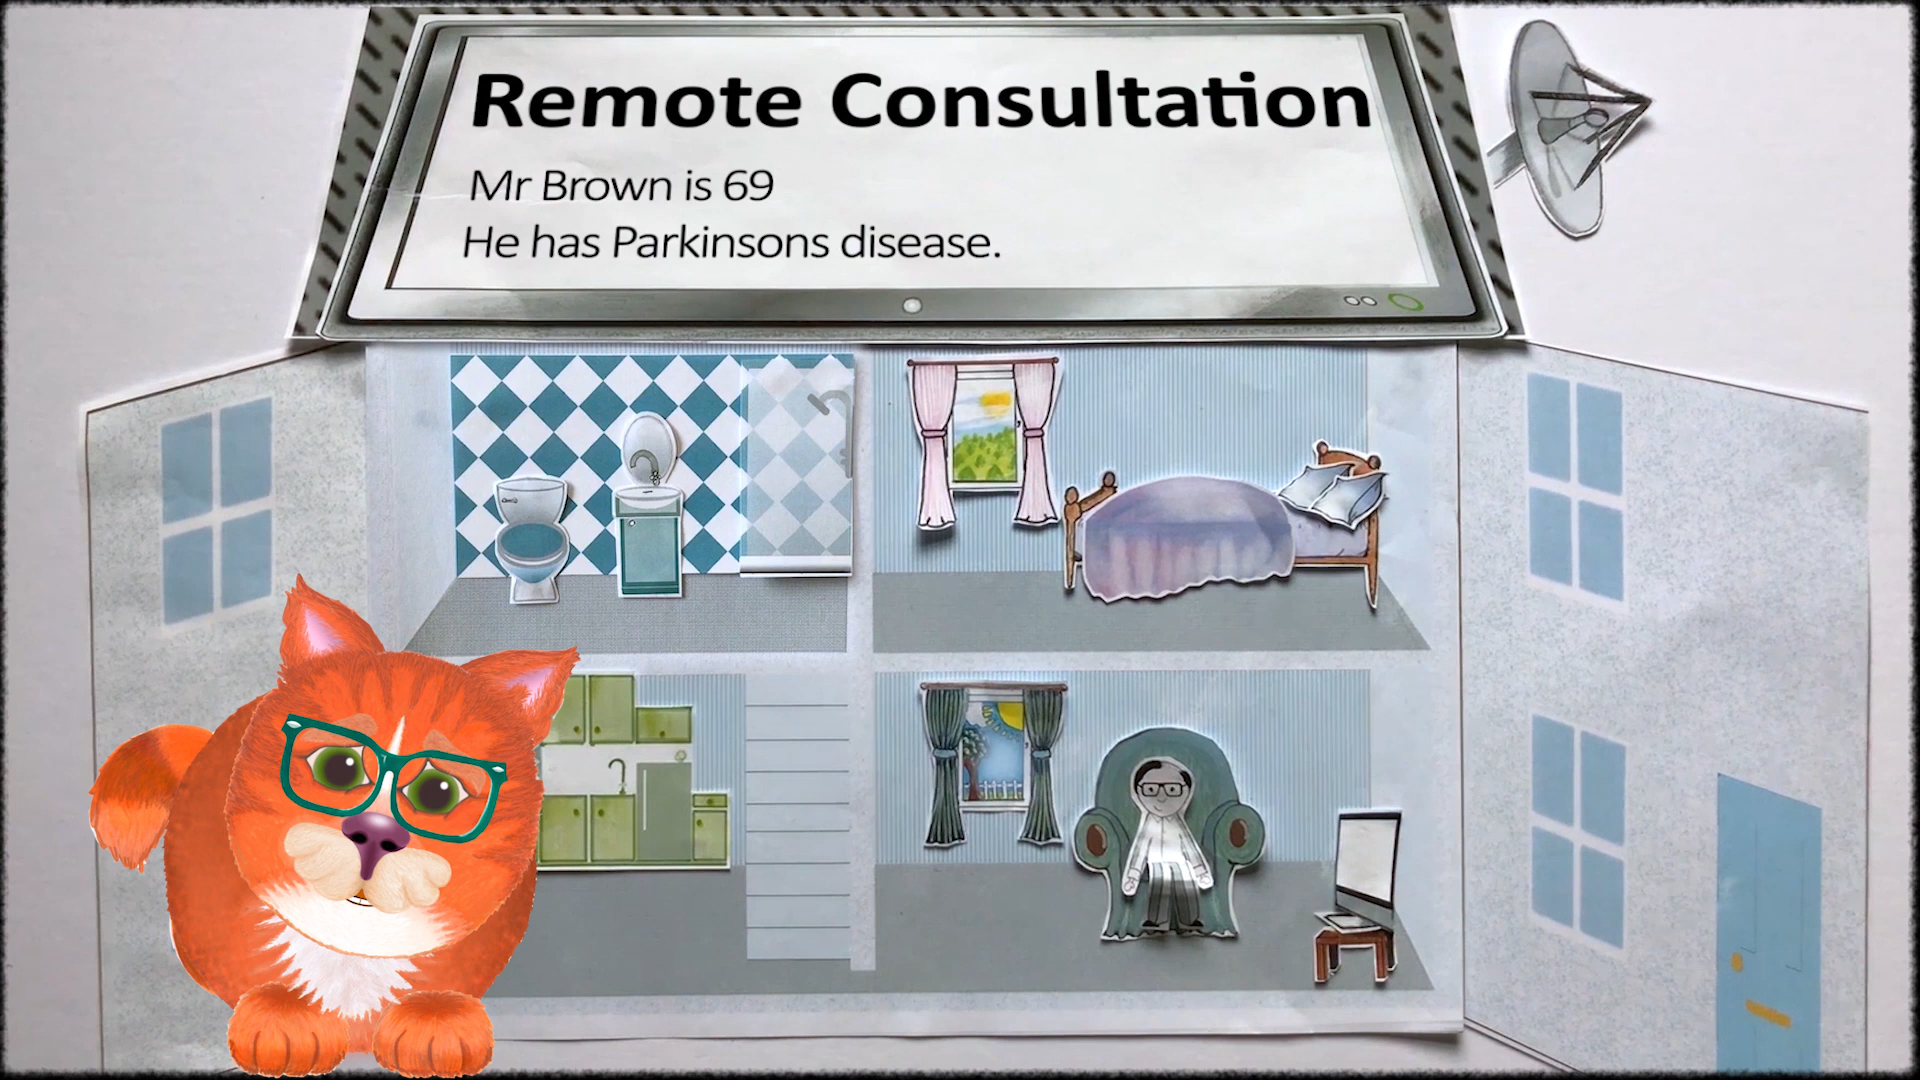 Remote Consultation
Mr Brown is 69
He has Parkinsons disease.